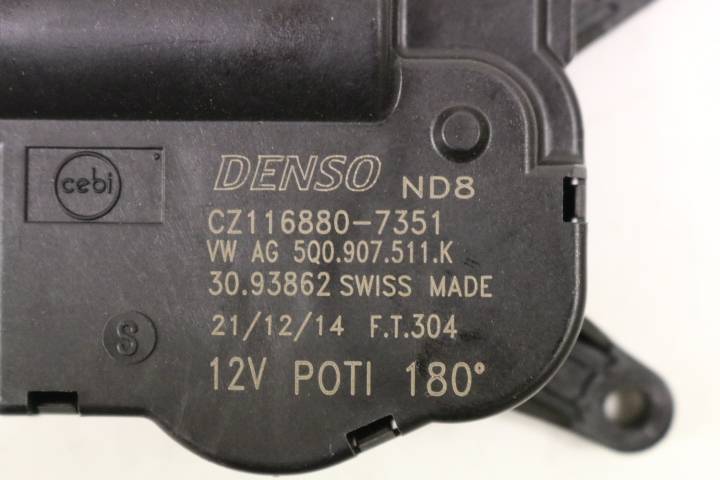 cebi
DENSO ND8
CZ116880-7351
VW AG 5Q0.907.511.K
30.93862 SWISS MADE
S
21/12/14 F.T.304
12V POTI 180°